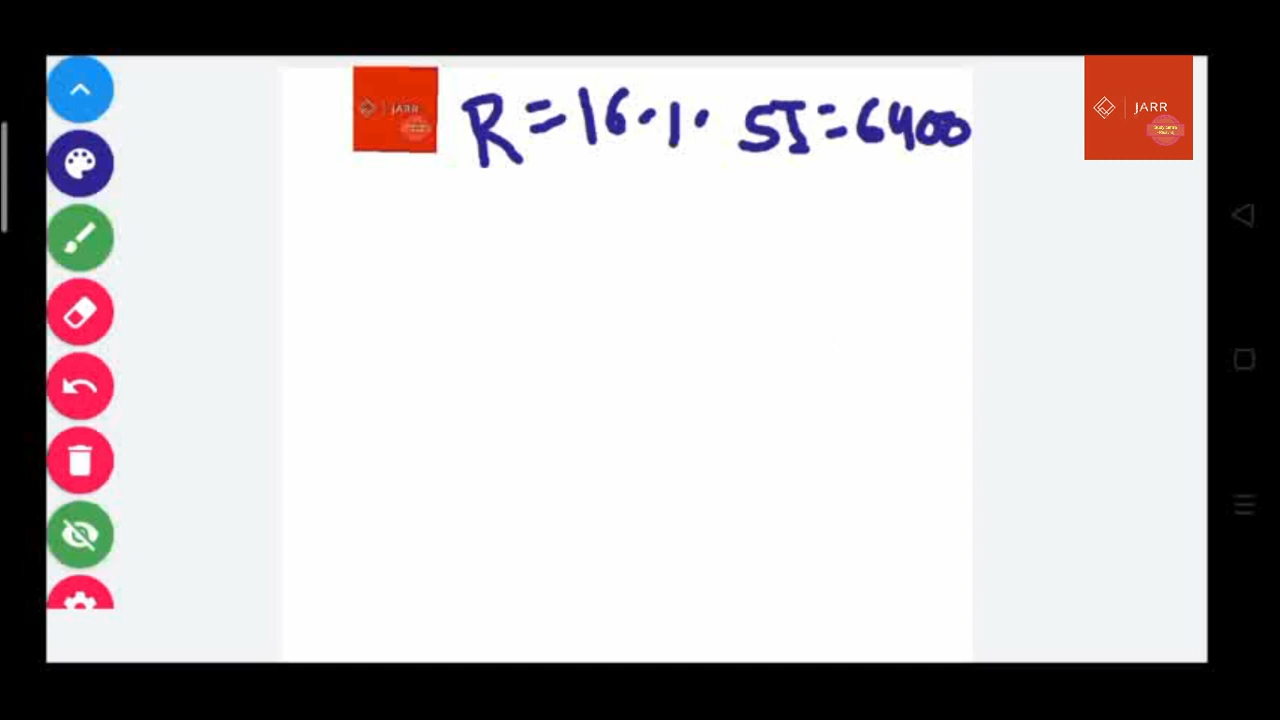 JARR R = 16.1. SI = 6400 JARR